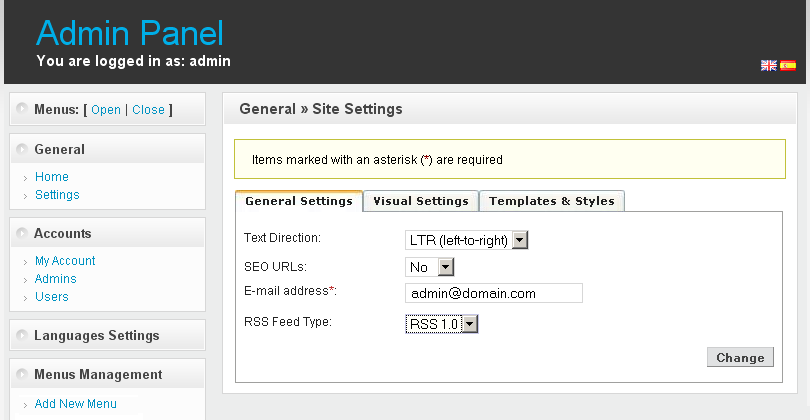 Admin Panel
You are logged in as: admin
Menus: [ Open | Close ]
General
Home
Settings
Accounts
My Account
Admins
Users
Languages Settings
Menus Management
Add New Menu
General » Site Settings
Items marked with an asterisk (*) are required
General Settings
Visual Settings
Templates & Styles
Text Direction: LTR (left-to-right)
SEO URLs: No
E-mail address*: admin@domain.com
RSS Feed Type: RSS 1.0
Change